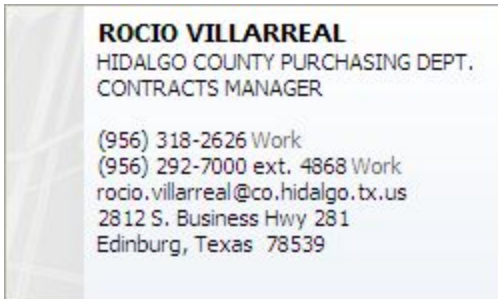 ROCIO VILLARREAL
HIDALGO COUNTY PURCHASING DEPT.
CONTRACTS MANAGER
(956) 318-2626 Work
(956) 292-7000 ext. 4868 Work
rocio.villarreal@co.hidalgo.tx.us
2812 S. Business Hwy 281
Edinburg, Texas  78539